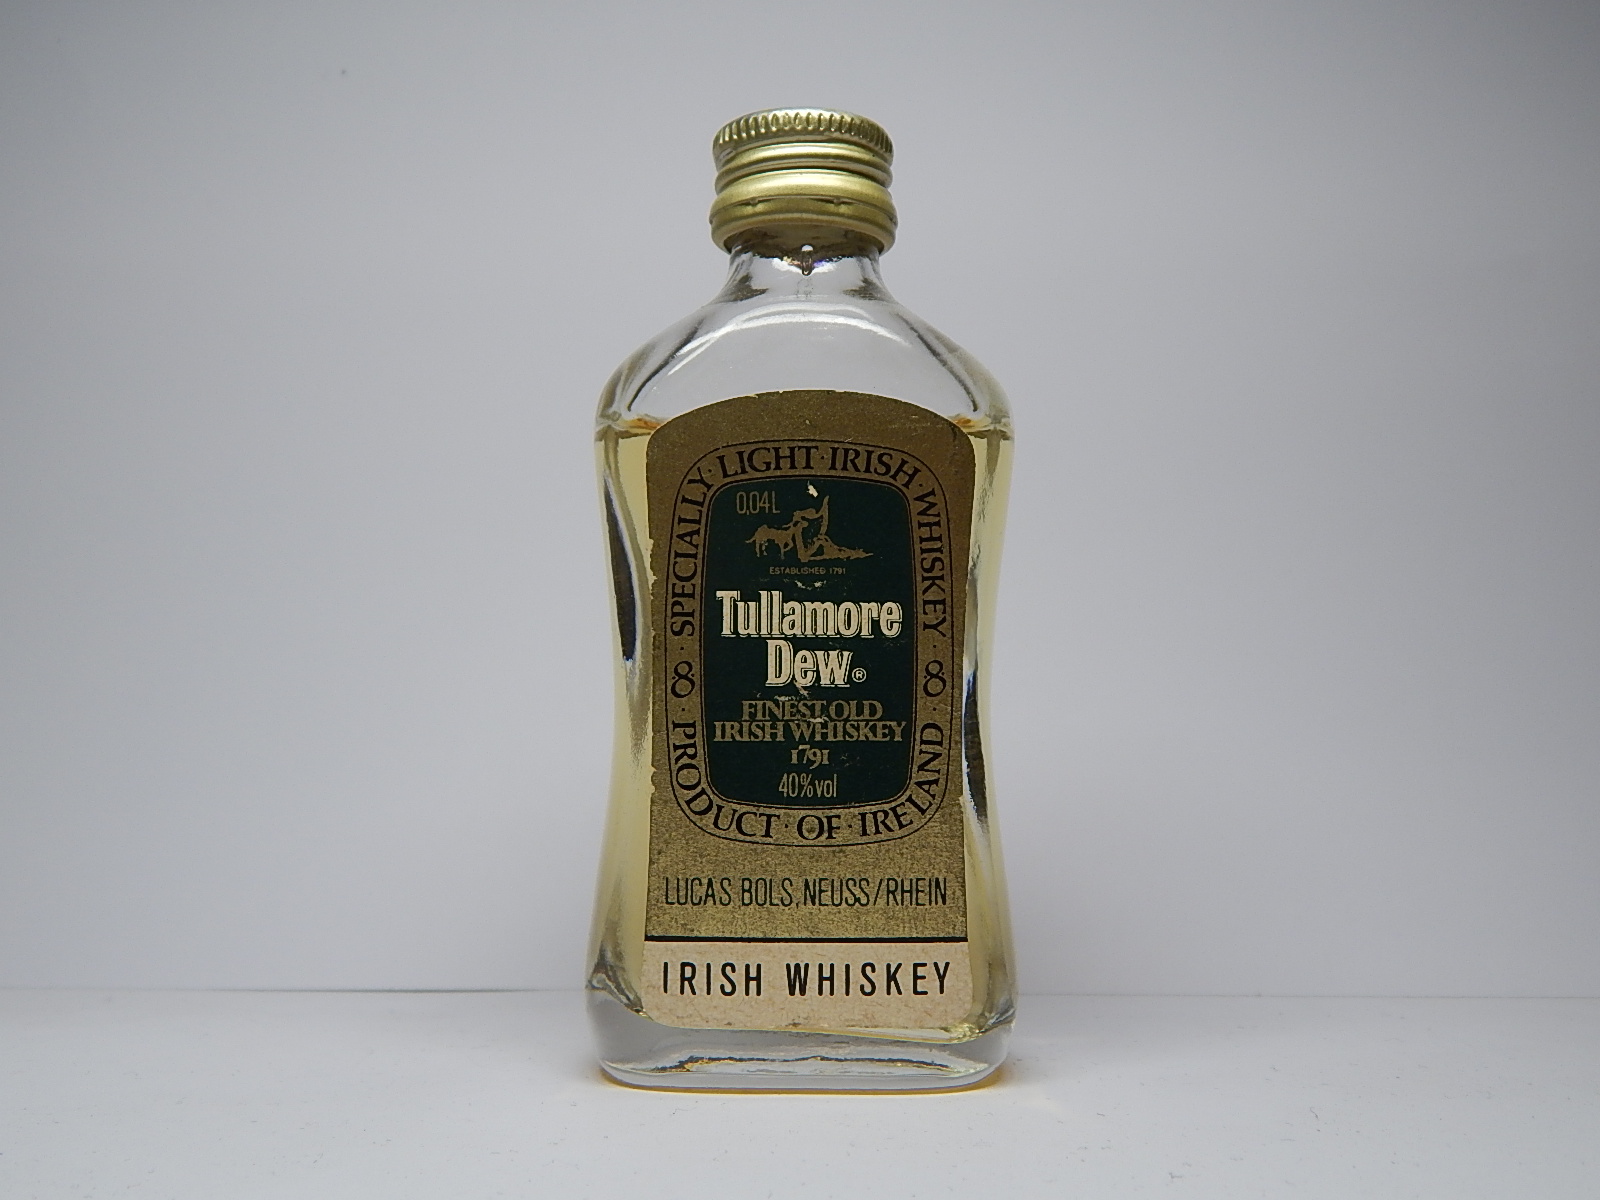 SPECIALLY · LIGHT · IRISH · WHISKEY
0,04L
ESTABLISHED 1791
Tullamore
Dew®
FINEST OLD
IRISH WHISKEY
1791
40%vol
PRODUCT · OF · IRELAND
LUCAS BOLS, NEUSS/RHEIN
IRISH WHISKEY